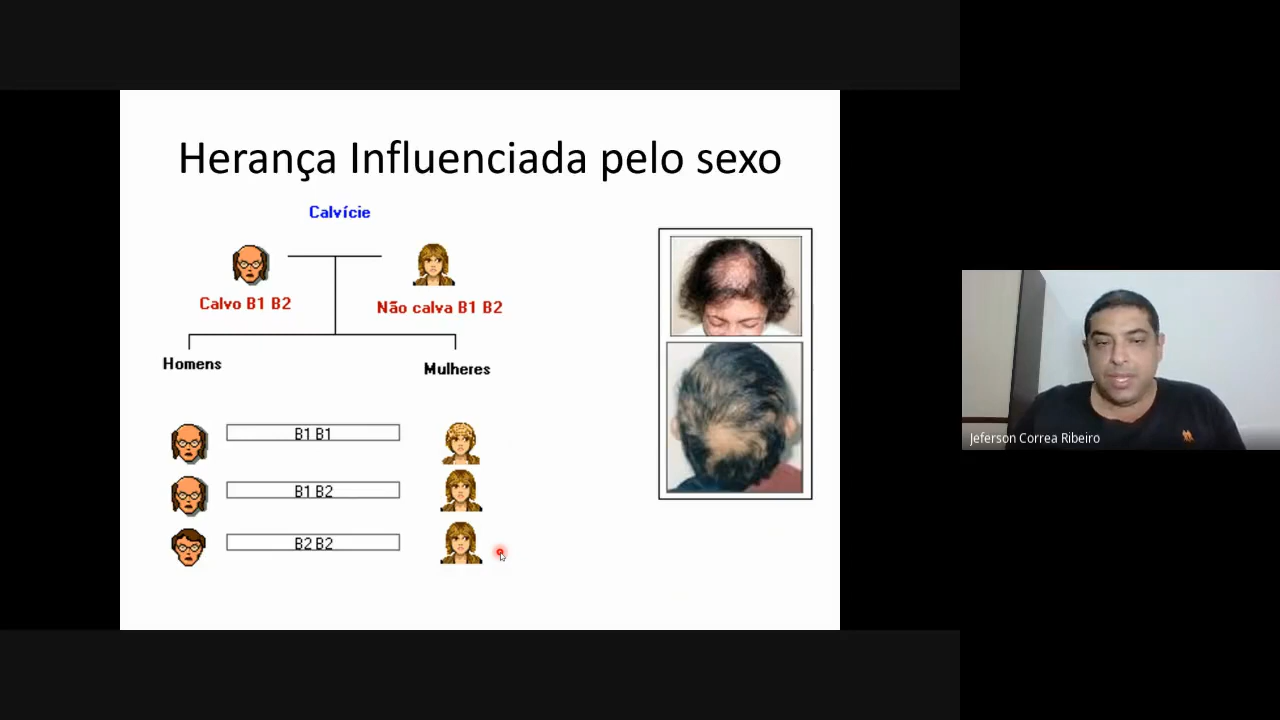 Herança Influenciada pelo sexo
Calvície
Calvo B1 B2
Não calva B1 B2
Homens
Mulheres
B1 B1
B1 B2
B2 B2
Jeferson Correa Ribeiro